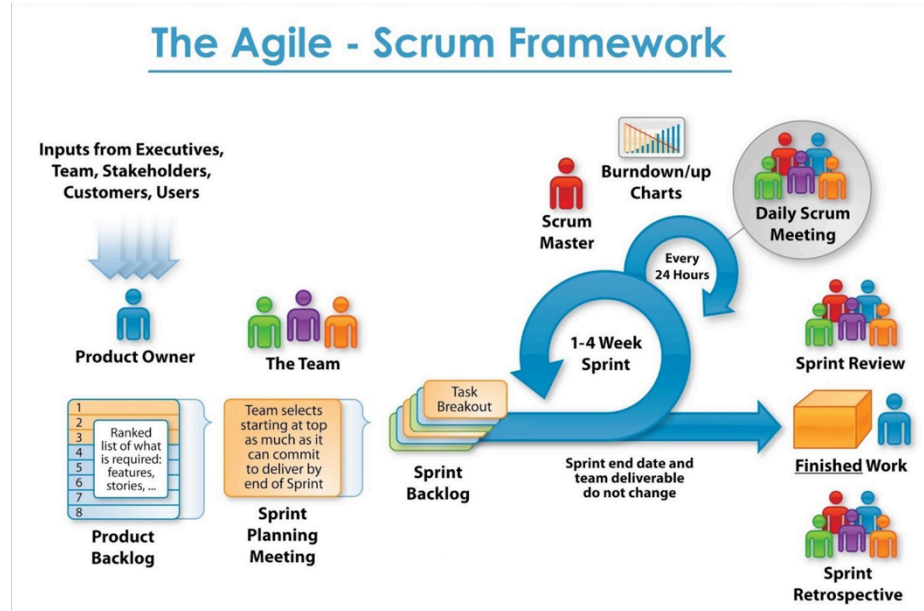 The Agile - Scrum Framework
Inputs from Executives,
Team, Stakeholders,
Customers, Users
Product Owner
The Team
1
2
3
4
5
6
7
8
Ranked
list of what
is required:
features,
stories, ...
Product
Backlog
Team selects
starting at top
as much as it
can commit
to deliver by
end of Sprint
Sprint
Planning
Meeting
Task
Breakout
Sprint
Backlog
Scrum
Master
Burndown/up
Charts
Every
24 Hours
Daily Scrum
Meeting
1-4 Week
Sprint
Sprint end date and
team deliverable
do not change
Sprint Review
Finished Work
Sprint
Retrospective